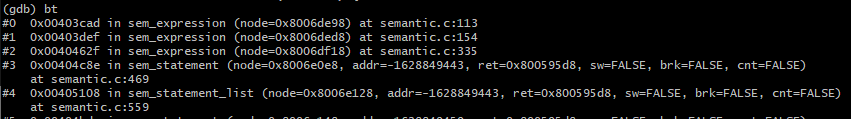 (gdb) bt
#0  0x00403cad in sem_expression (node=0x8006de98) at semantic.c:113
#1  0x00403def in sem_expression (node=0x8006ded8) at semantic.c:154
#2  0x0040462f in sem_expression (node=0x8006df18) at semantic.c:335
#3  0x00404c8e in sem_statement (node=0x8006e0e8, addr=-1628849443, ret=0x800595d8, sw=FALSE, brk=FALSE, cnt=FALSE)
    at semantic.c:469
#4  0x00405108 in sem_statement_list (node=0x8006e128, addr=-1628849443, ret=0x800595d8, sw=FALSE, brk=FALSE, cnt=FALSE)
    at semantic.c:559